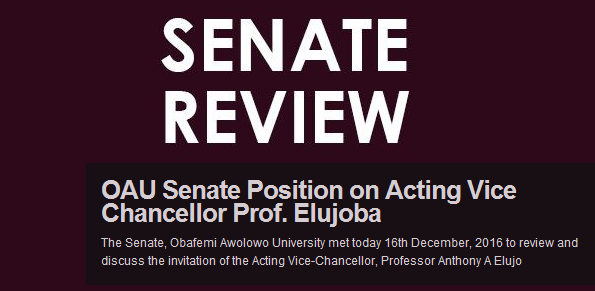 SENATE
REVIEW
OAU Senate Position on Acting Vice
Chancellor Prof. Elujoba
The Senate, Obafemi Awolowo University met today 16th December, 2016 to review and
discuss the invitation of the Acting Vice-Chancellor, Professor Anthony A Elujo